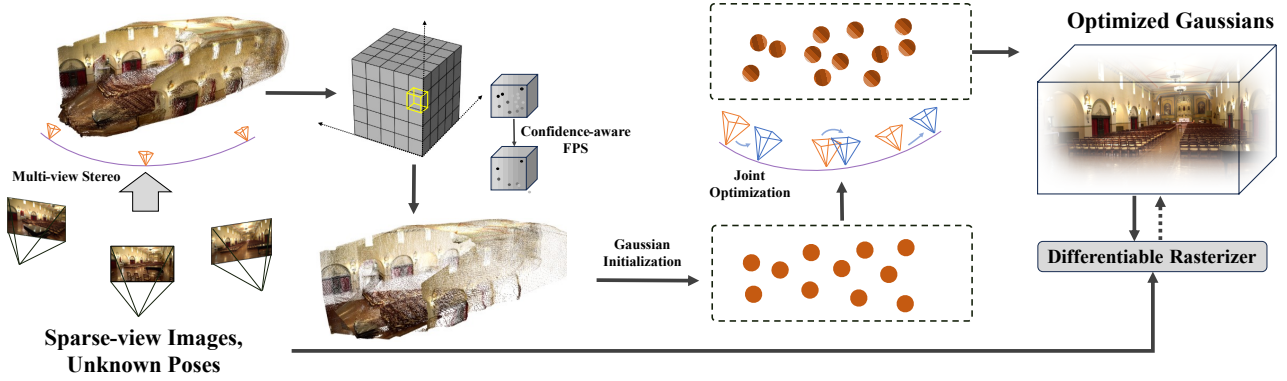 Optimized Gaussians
Confidence-aware
FPS
Multi-view Stereo
Joint
Optimization
Gaussian
Initialization
Differentiable Rasterizer
Sparse-view Images,
Unknown Poses